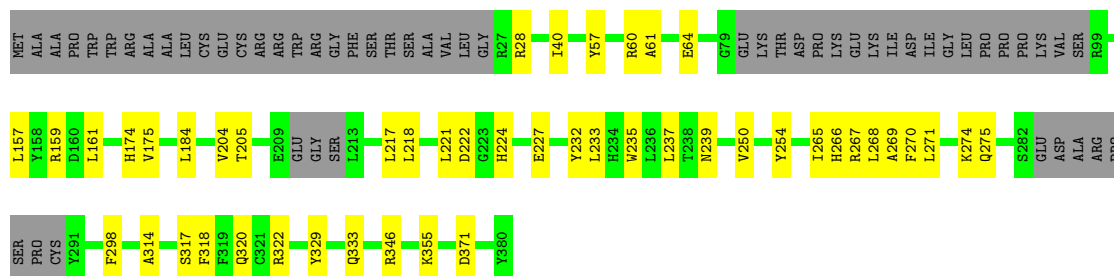 MET ALA ALA PRO TRP TRP ARG ALA ALA LEU CYS GLU CYS ARG ARG TRP ARG GLY PHE SER THR SER ALA VAL LEU GLY R27 R28 I40 Y57 R60 A61 E64 G79 GLU LYS THR ASP PRO LYS GLU LYS ILE ASP ILE GLY LEU PRO PRO PRO LYS VAL SER R99
L157 Y158 R159 D160 L161 H174 V175 L184 V204 T205 E209 GLU GLY SER L213 L217 L218 L221 D222 G223 H224 E227 Y232 L233 H234 W235 L236 L237 T238 N239 V250 Y254 I265 H266 R267 L268 A269 F270 L271 K274 Q275 S282 GLU ASP ALA ARG PRO
SER PRO CYS Y291 F298 A314 S317 F318 F319 Q320 C321 R322 Y329 Q333 R346 K355 D371 Y380